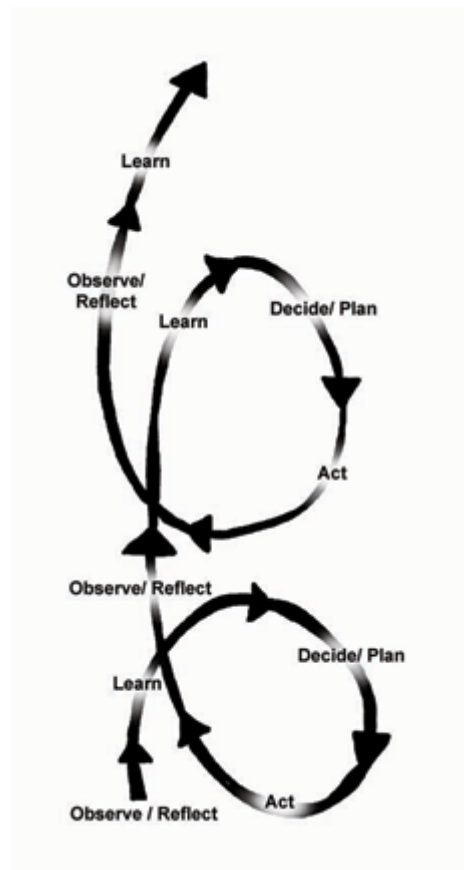 Learn
Observe/
Reflect
Learn
Decide/ Plan
Act
Observe/ Reflect
Decide/ Plan
Learn
Act
Observe / Reflect